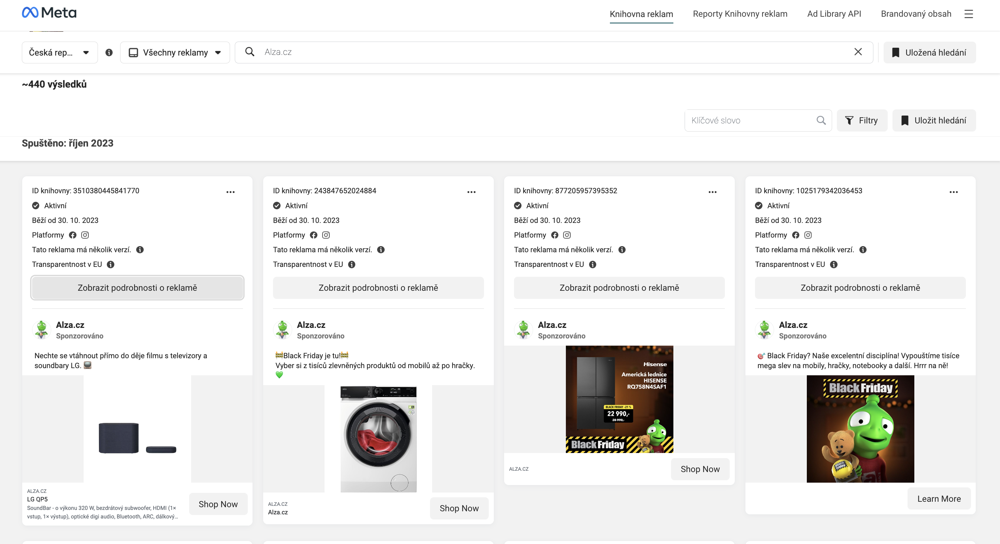 Meta
Knihovna reklam
Reporty Knihovny reklam
Ad Library API
Brandovaný obsah
Česká rep...
Všechny reklamy
Alza.cz
Uložená hledání
~440 výsledků
Klíčové slovo
Filtry
Uložit hledání
Spuštěno: říjen 2023
ID knihovny: 3510380445841770
Aktivní
Běží od 30. 10. 2023
Platformy
Tato reklama má několik verzí.
Transparentnost v EU
Zobrazit podrobnosti o reklamě
Alza.cz
Sponzorováno
Nechte se vtáhnout přímo do děje filmu s televizory a
soundbary LG. 📺
ALZA.CZ
LG QP5
SoundBar - o výkonu 320 W, bezdrátový subwoofer, HDMI (1×
vstup, 1× výstup), optické digi audio, Bluetooth, ARC, dálkový...
Shop Now
ID knihovny: 243847652024884
Aktivní
Běží od 30. 10. 2023
Platformy
Tato reklama má několik verzí.
Transparentnost v EU
Zobrazit podrobnosti o reklamě
Alza.cz
Sponzorováno
🚧Black Friday je tu!🚧
Vyber si z tisíců zlevněných produktů od mobilů až po hračky.
💚
AEG
ALZA.CZ
Alza.cz
Shop Now
ID knihovny: 877205957395352
Aktivní
Běží od 30. 10. 2023
Platformy
Tato reklama má několik verzí.
Transparentnost v EU
Zobrazit podrobnosti o reklamě
Alza.cz
Sponzorováno
Hisense
Americká lednice
HISENSE
RQ758N4SAF1
BLACK FRIDAY -21 %
22 990,-
28 990,-
Black Friday
ALZA.CZ
Shop Now
ID knihovny: 1025179342036453
Aktivní
Běží od 30. 10. 2023
Platformy
Tato reklama má několik verzí.
Transparentnost v EU
Zobrazit podrobnosti o reklamě
Alza.cz
Sponzorováno
🎯 Black Friday? Naše excelentní disciplína! Vypouštíme tisíce
mega slev na mobily, hračky, notebooky a další. Hrrr na ně!
Black Friday
Black
Friday
Learn More